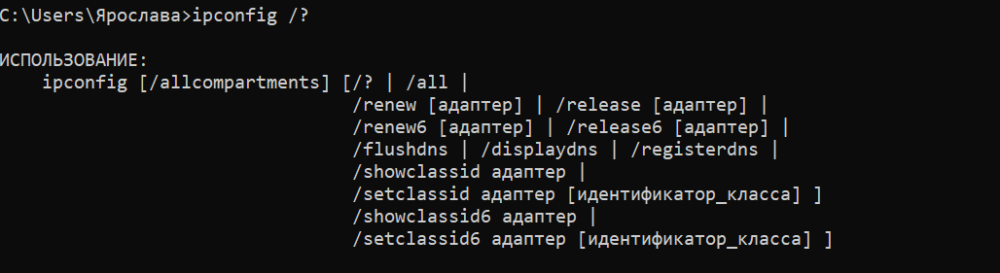 C:\Users\Ярослава>ipconfig /?
ИСПОЛЬЗОВАНИЕ:
ipconfig [/allcompartments] [/? | /all |
/renew [адаптер] | /release [адаптер] |
/renew6 [адаптер] | /release6 [адаптер] |
/flushdns | /displaydns | /registerdns |
/showclassid адаптер |
/setclassid адаптер [идентификатор_класса] ]
/showclassid6 адаптер |
/setclassid6 адаптер [идентификатор_класса] ]